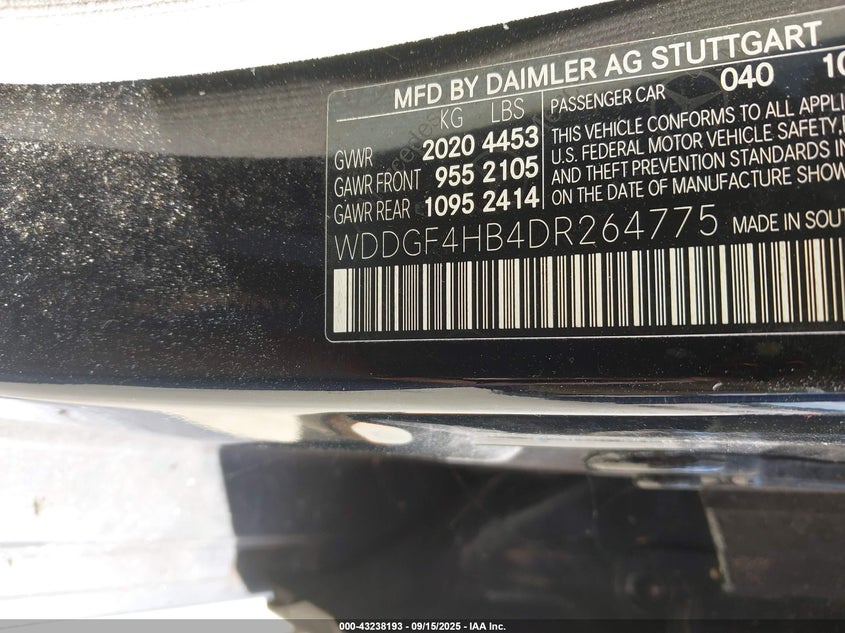 MFD BY DAIMLER AG STUTTGART
KG LBS
GVWR 2020 4453
GAWR FRONT 955 2105
GAWR REAR 1095 2414
PASSENGER CAR 040 10
THIS VEHICLE CONFORMS TO ALL APPLI
U.S. FEDERAL MOTOR VEHICLE SAFETY,
AND THEFT PREVENTION STANDARDS IN
ON THE DATE OF MANUFACTURE SHOW
WDDGF4HB4DR264775 MADE IN SOUT
000-43238193 - 09/15/2025 - IAA Inc.